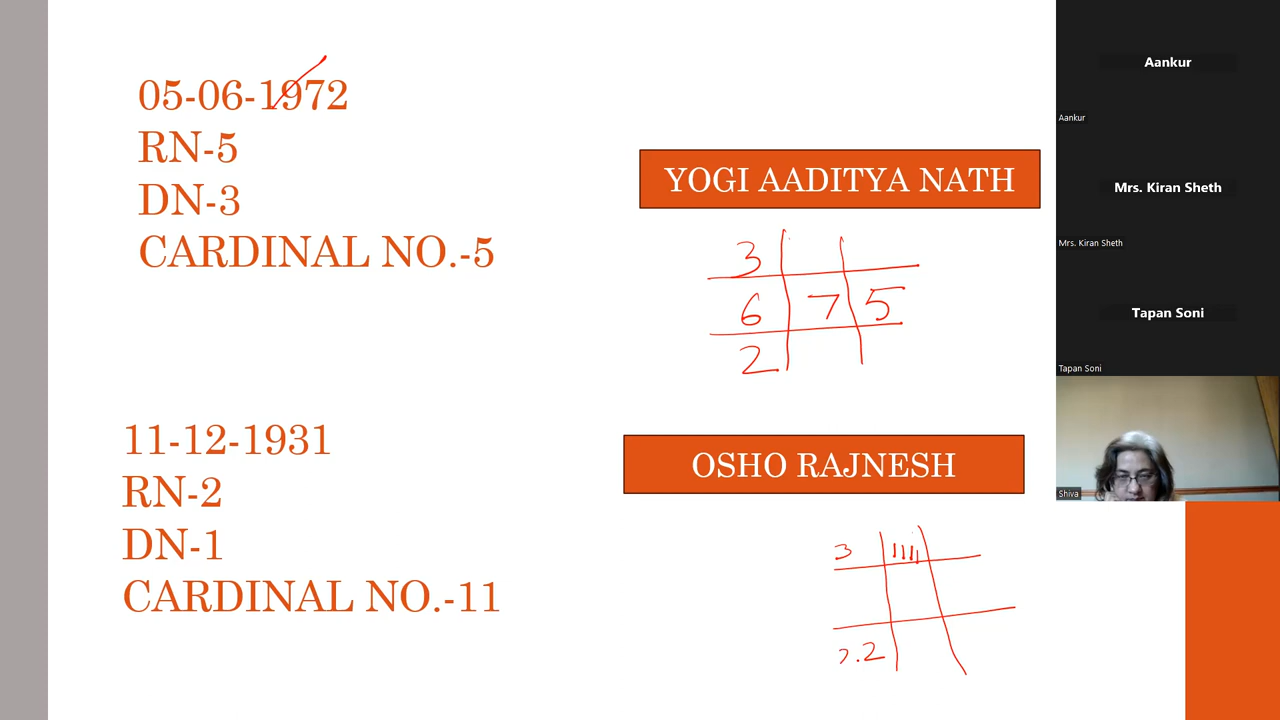 05-06-1972
RN-5
DN-3
CARDINAL NO.-5
YOGI AADITYA NATH
3
6 7 5
2
11-12-1931
RN-2
DN-1
CARDINAL NO.-11
OSHO RAJNESH
3 1111
2
Aankur
Aankur
Mrs. Kiran Sheth
Mrs. Kiran Sheth
Tapan Soni
Tapan Soni
Shiva